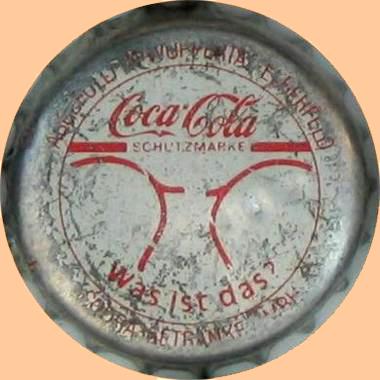 ABGEFÜLLT IN WUPPERTAL-ELBERFELD
Coca-Cola
SCHUTZMARKE
was ist das?
GETRÄNKE